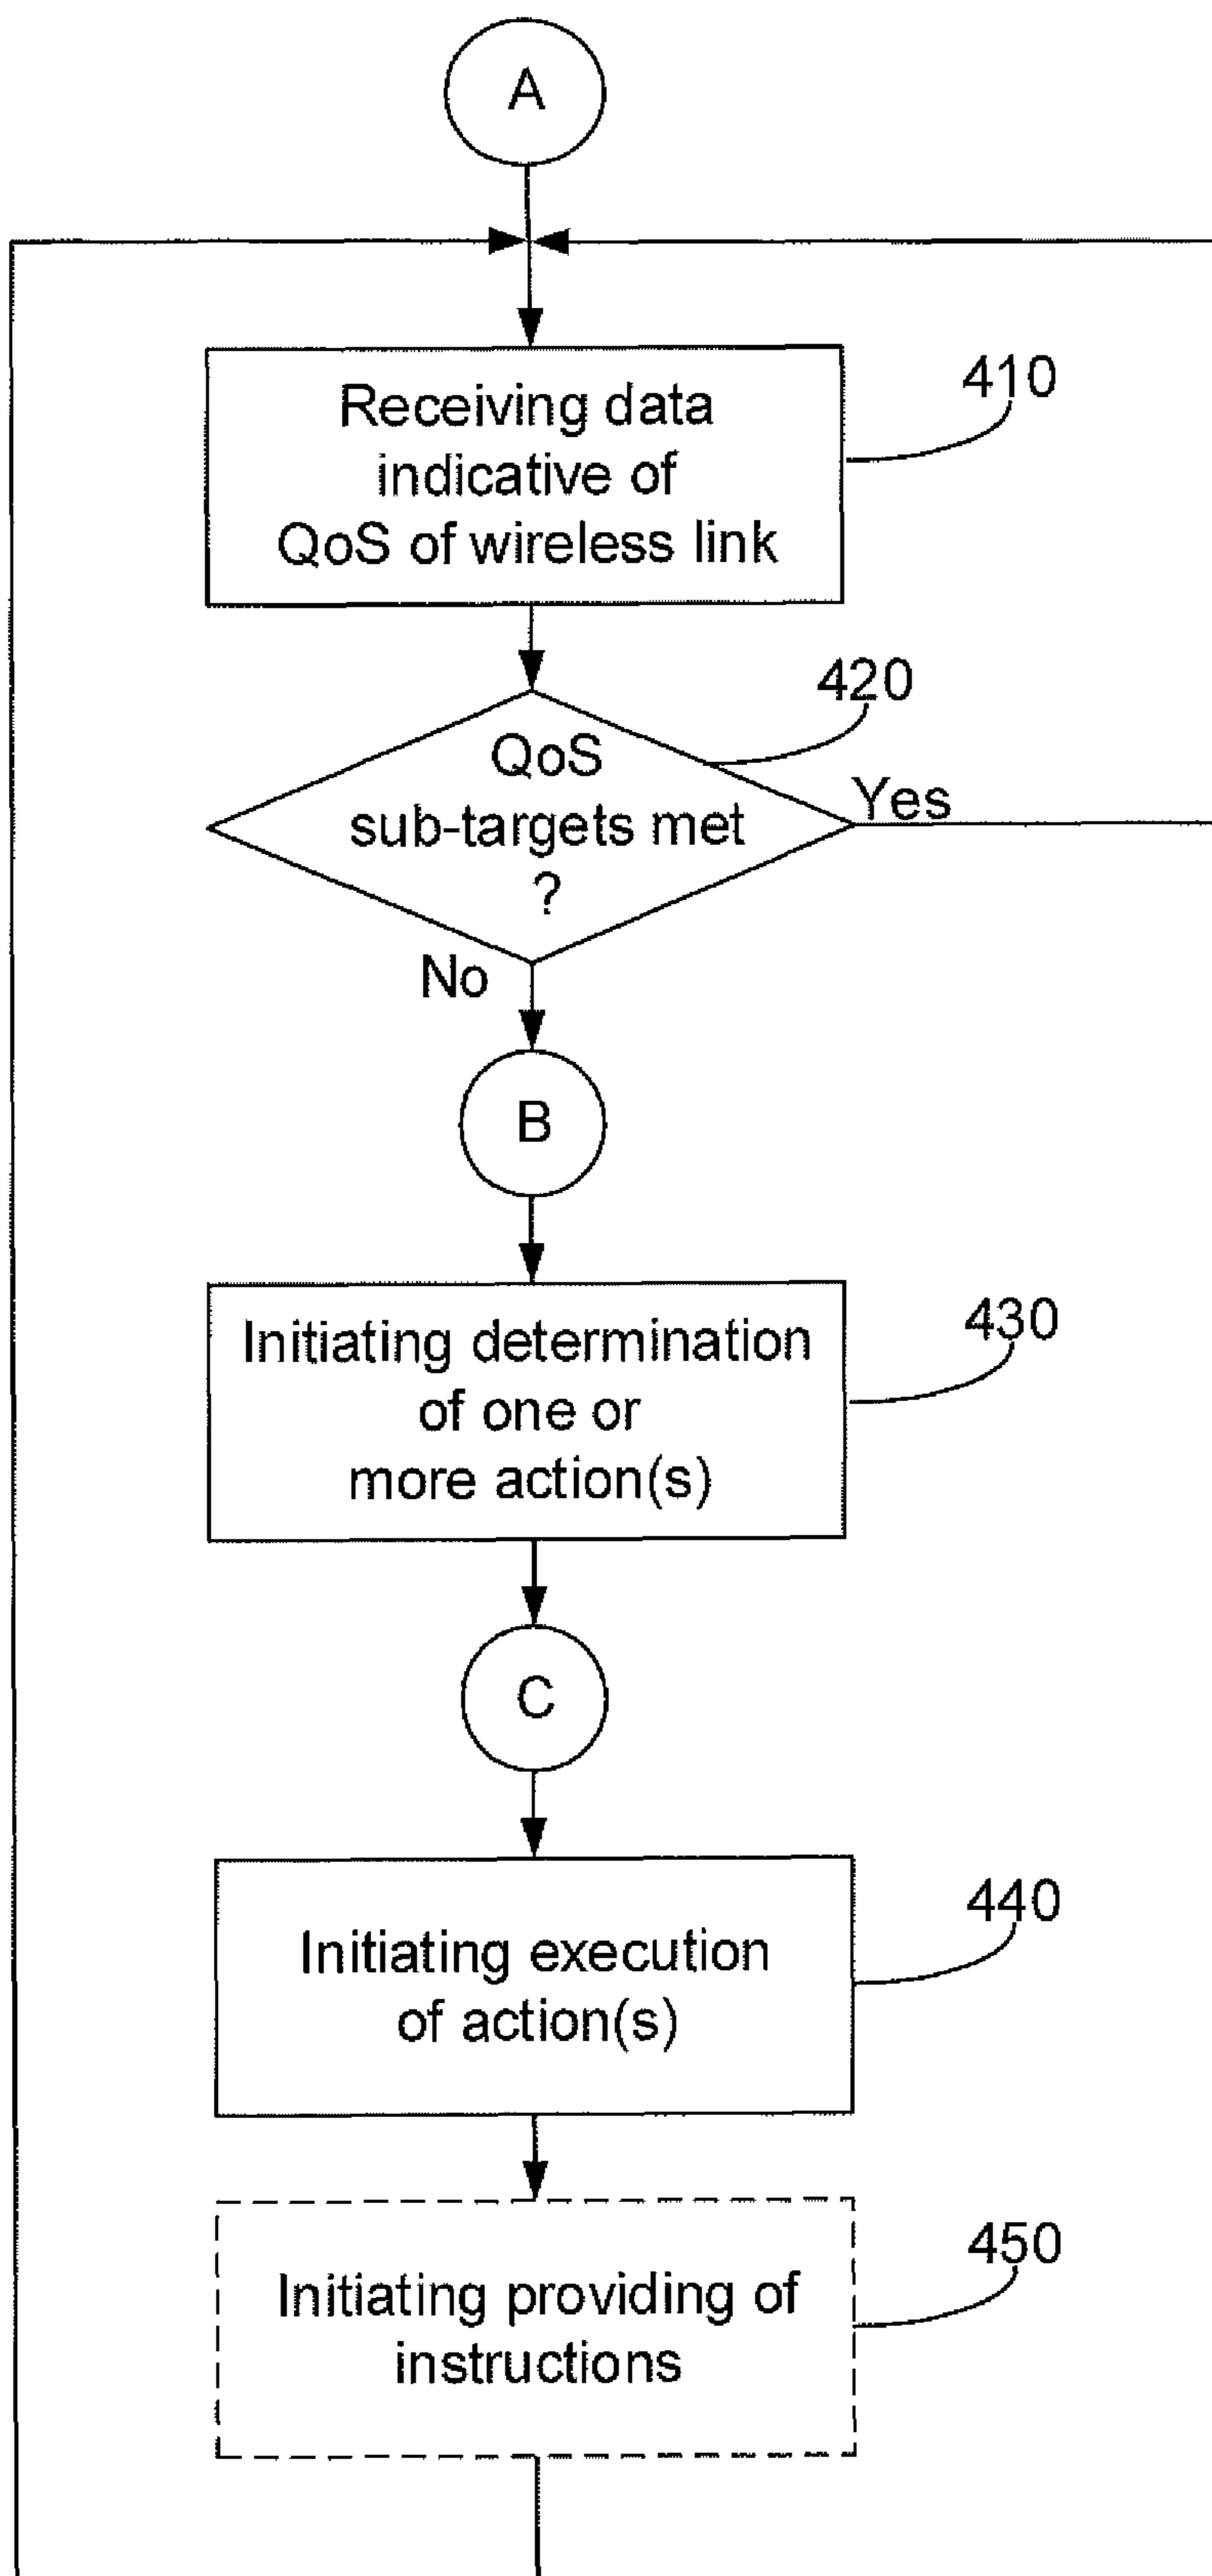 A
Receiving data
indicative of
QoS of wireless link
410
420
QoS
sub-targets met
?
Yes
No
B
Initiating determination
of one or
more action(s)
430
C
Initiating execution
of action(s)
440
Initiating providing of
instructions
450